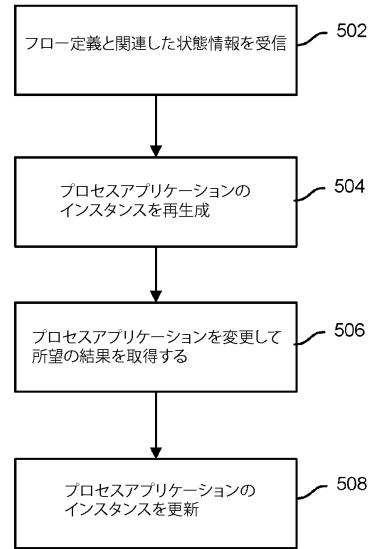 フロー定義と関連した状態情報を受信
502
プロセスアプリケーションの
インスタンスを再生成
504
プロセスアプリケーションを変更して
所望の結果を取得する
506
プロセスアプリケーションの
インスタンスを更新
508